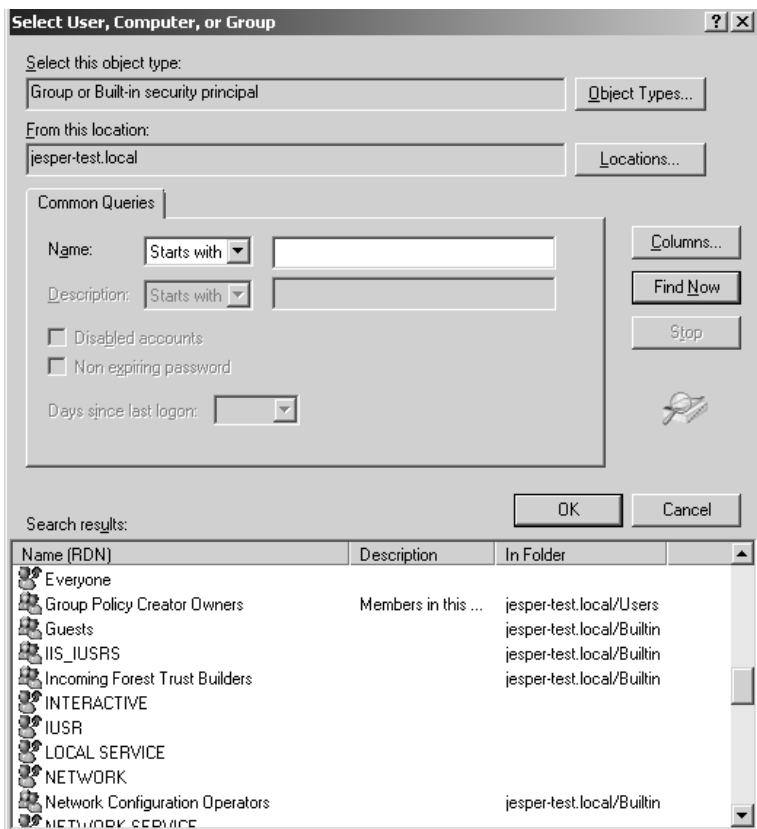 Select User, Computer, or Group
Select this object type:
Group or Built-in security principal
Object Types...
From this location:
jesper-test.local
Locations...
Common Queries
Name:
Starts with
Columns...
Description:
Starts with
Find Now
Disabled accounts
Stop
Non expiring password
Days since last logon:
OK
Cancel
Search results:
Name (RDN) Description In Folder
Everyone
Group Policy Creator Owners Members in this ... jesper-test.local/Users
Guests jesper-test.local/Builtin
IIS_IUSRS jesper-test.local/Builtin
Incoming Forest Trust Builders jesper-test.local/Builtin
INTERACTIVE
IUSR
LOCAL SERVICE
NETWORK
Network Configuration Operators jesper-test.local/Builtin
NETWORK SERVICE